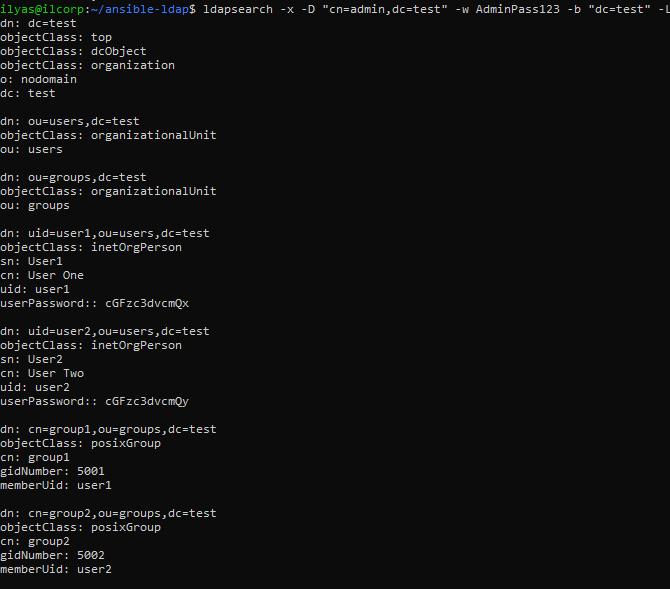 ilyas@ilcorp:~/ansible-ldap$ ldapsearch -x -D "cn=admin,dc=test" -w AdminPass123 -b "dc=test" -L
dn: dc=test
objectClass: top
objectClass: dcObject
objectClass: organization
o: nodomain
dc: test
dn: ou=users,dc=test
objectClass: organizationalUnit
ou: users
dn: ou=groups,dc=test
objectClass: organizationalUnit
ou: groups
dn: uid=user1,ou=users,dc=test
objectClass: inetOrgPerson
sn: User1
cn: User One
uid: user1
userPassword:: cGFzc3dvcmQx
dn: uid=user2,ou=users,dc=test
objectClass: inetOrgPerson
sn: User2
cn: User Two
uid: user2
userPassword:: cGFzc3dvcmQy
dn: cn=group1,ou=groups,dc=test
objectClass: posixGroup
cn: group1
gidNumber: 5001
memberUid: user1
dn: cn=group2,ou=groups,dc=test
objectClass: posixGroup
cn: group2
gidNumber: 5002
memberUid: user2